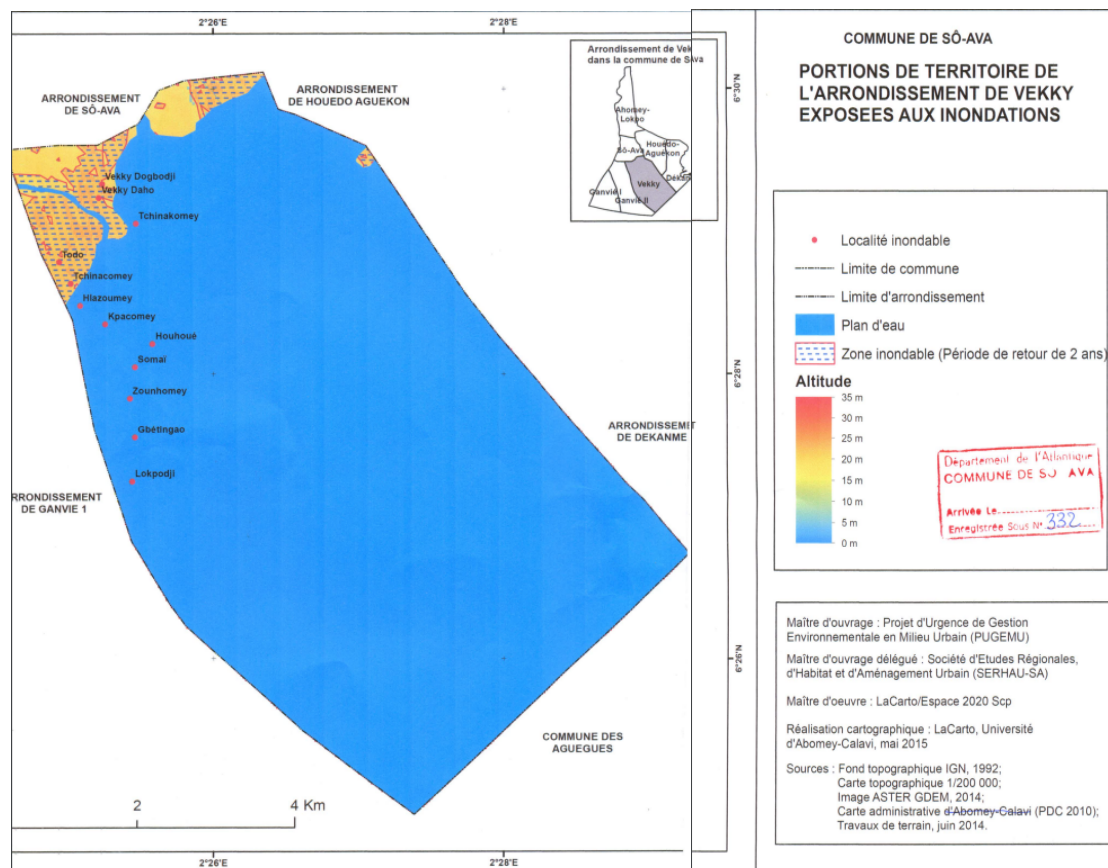 2°26'E
2°28'E
ARRONDISSEMENT
DE SÔ-AVA
ARRONDISSEMENT
DE HOUEDO AGUEKON
Arrondissement de Vek
dans la commune de S
Ava
Ahomey-
Lokpo
Houédo-
Aguékon
Sô-Ava
Vekky
Ganvié I
Ganvié II
6°30'N
Vekky Dogbodji
Vekky Daho
Tchinakomey
Todo
Tchinacomey
Hlazoumey
Kpacomey
Houhoué
Somaï
Zounhomey
Gbétingao
Lokpodji
6°28'N
ARRONDISSEMIT
DE DEKANME
RRONDISSEMENT
DE GANVIE 1
6°26'N
COMMUNE DES
AGUEGUES
2
4 Km
2°26'E
2°28'E
COMMUNE DE SÔ-AVA
PORTIONS DE TERRITOIRE DE
L'ARRONDISSEMENT DE VEKKY
EXPOSEES AUX INONDATIONS
Localité inondable
Limite de commune
Limite d'arrondissement
Plan d'eau
Zone inondable (Période de retour de 2 ans)
Altitude
35 m
30 m
25 m
20 m
15 m
10 m
5 m
0 m
Département de l'Atlantique
COMMUNE DE SJ AVA
Arrivée Le
Enregistrée Sous N° 332
Maître d'ouvrage : Projet d'Urgence de Gestion
Environnementale en Milieu Urbain (PUGEMU)
Maître d'ouvrage délégué : Société d'Etudes Régionales,
d'Habitat et d'Aménagement Urbain (SERHAU-SA)
Maître d'oeuvre : LaCarto/Espace 2020 Scp
Réalisation cartographique : LaCarto, Université
d'Abomey-Calavi, mai 2015
Sources : Fond topographique IGN, 1992;
Carte topographique 1/200 000;
Image ASTER GDEM, 2014;
Carte administrative d'Abomey-Calavi (PDC 2010);
Travaux de terrain, juin 2014.